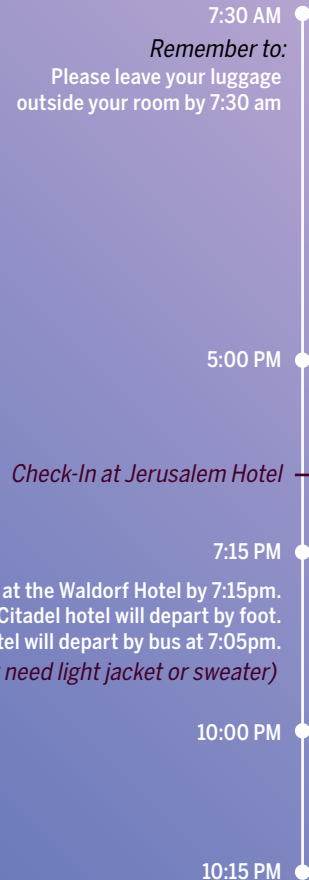 7:30 AM
Remember to:
Please leave your luggage
outside your room by 7:30 am
5:00 PM
Check-In at Jerusalem Hotel
7:15 PM
at the Waldorf Hotel by 7:15pm.
Citadel hotel will depart by foot.
will depart by bus at 7:05pm.
need light jacket or sweater)
10:00 PM
10:15 PM